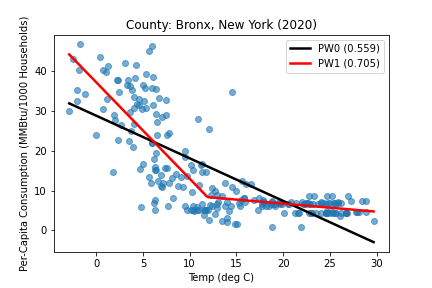 County: Bronx, New York (2020)
PW0 (0.559)
PW1 (0.705)
Per-Capita Consumption (MMBtu/1000 Households)
40
30
20
10
0
0 5 10 15 20 25 30
Temp (deg C)